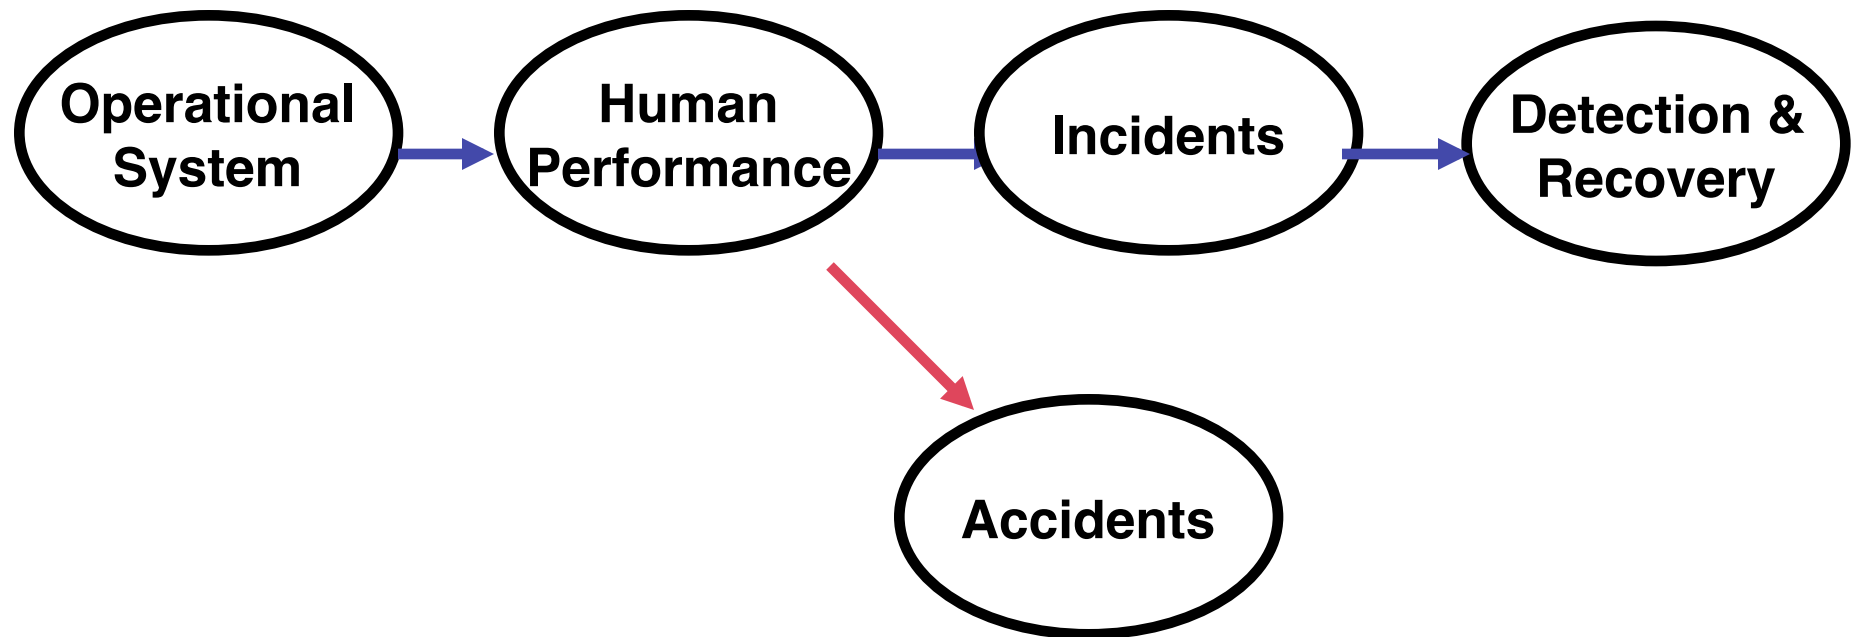 Operational
System
Human
Performance
Incidents
Detection &
Recovery
Accidents